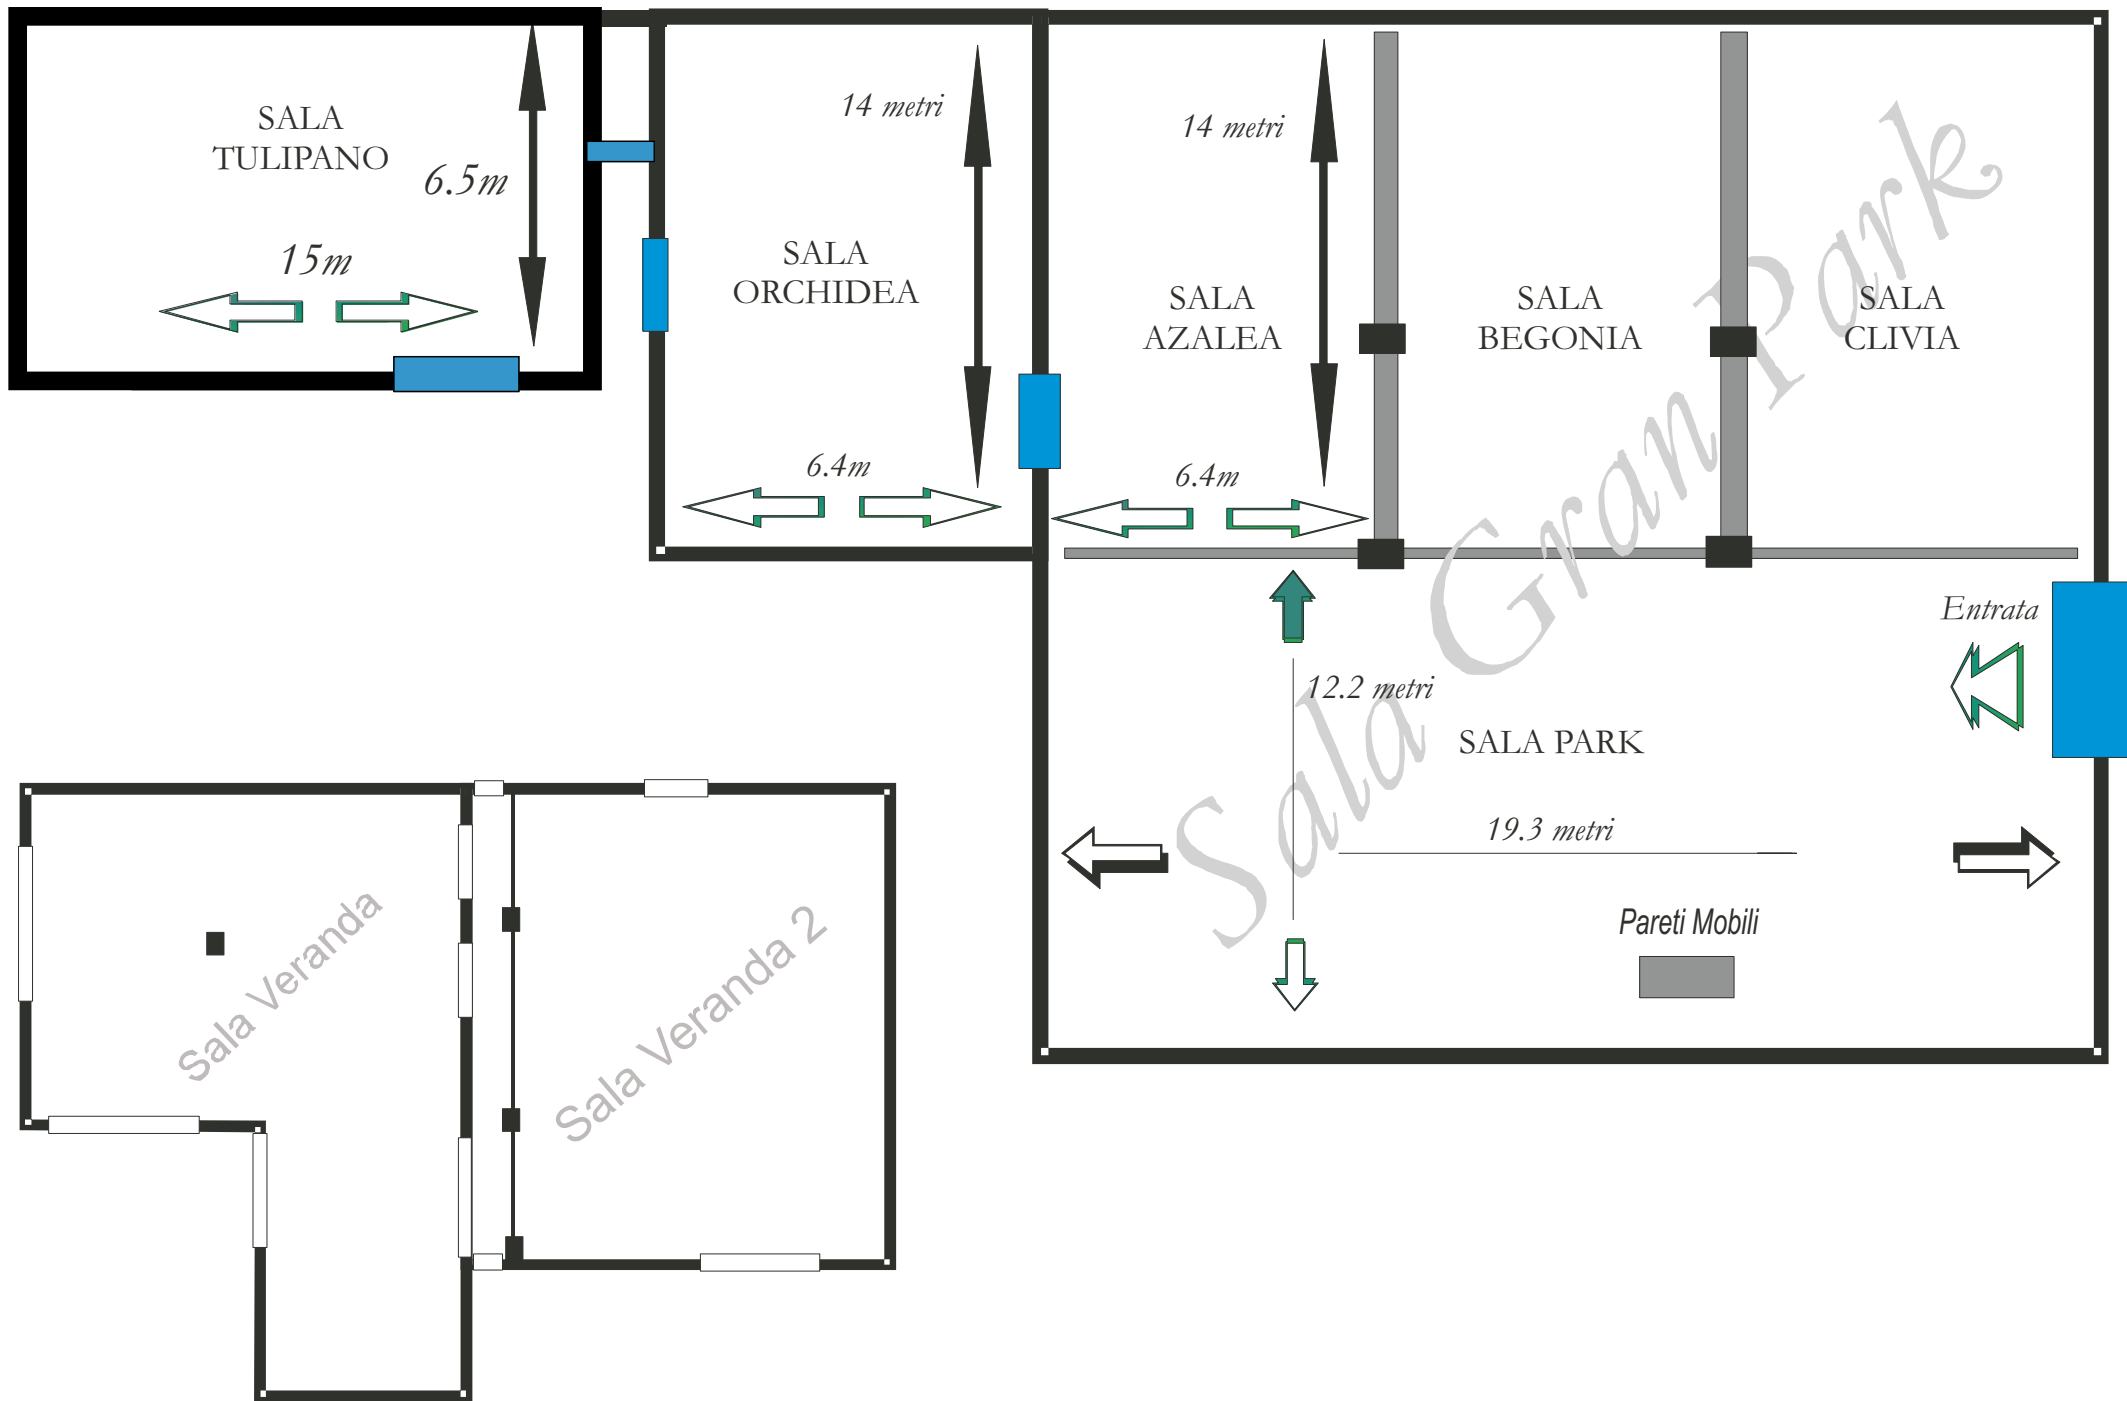 SALA
TULIPANO
6.5m
15m
14 metri
SALA
ORCHIDEA
6.4m
14 metri
SALA
AZALEA
6.4m
SALA
BEGONIA
SALA
CLIVIA
Sala Gran Park
Entrata
12.2 metri
SALA PARK
19.3 metri
Pareti Mobili
Sala Veranda
Sala Veranda 2